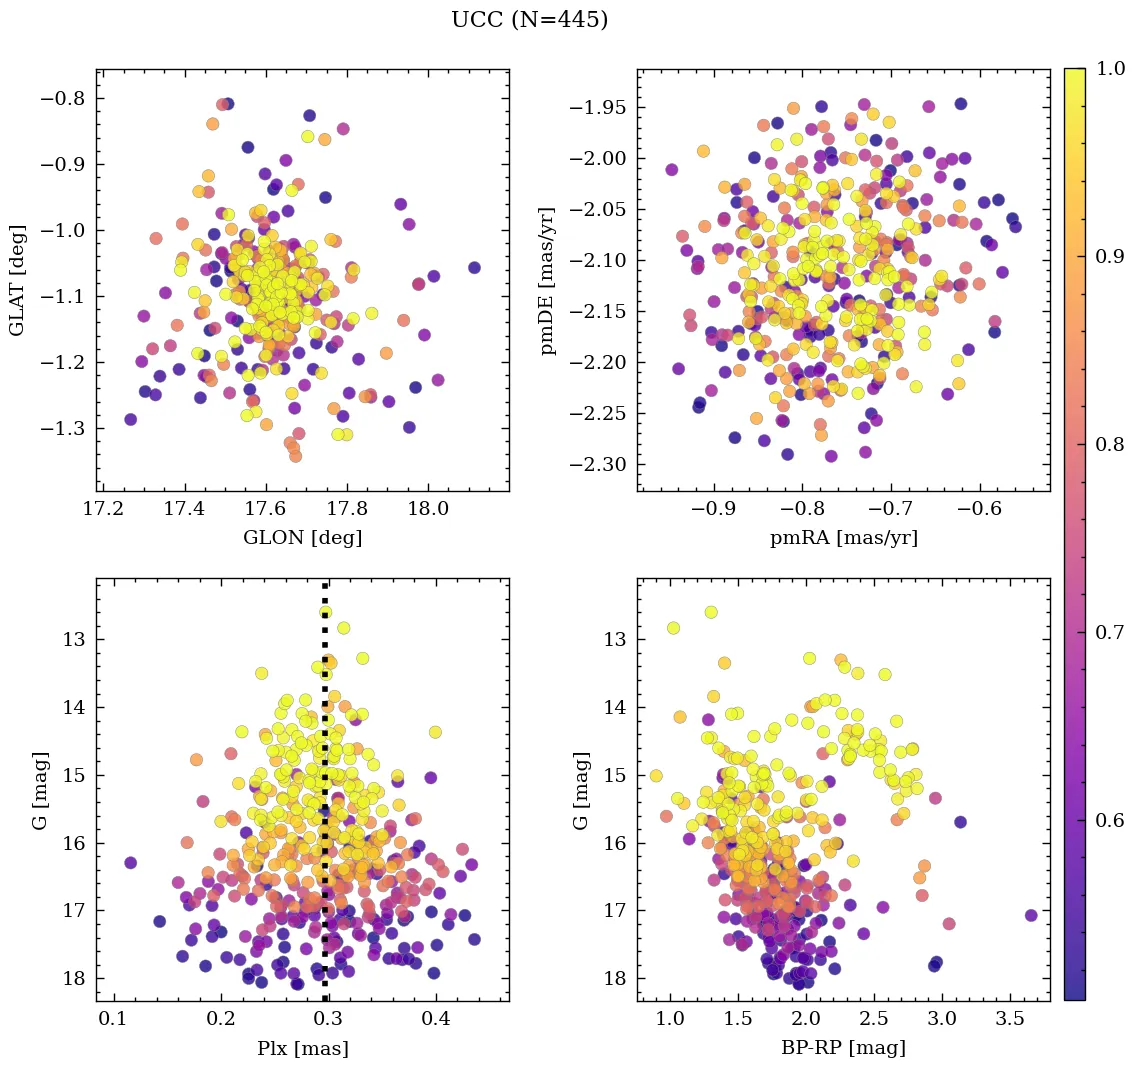 UCC (N=445)
−0.8
−0.9
−1.0
−1.1
−1.2
−1.3
GLAT [deg]
17.2 17.4 17.6 17.8 18.0
GLON [deg]
−1.95
−2.00
−2.05
−2.10
−2.15
−2.20
−2.25
−2.30
pmDE [mas/yr]
−0.9 −0.8 −0.7 −0.6
pmRA [mas/yr]
1.0
0.9
0.8
0.7
0.6
13
14
15
16
17
18
G [mag]
0.1 0.2 0.3 0.4
Plx [mas]
13
14
15
16
17
18
G [mag]
1.0 1.5 2.0 2.5 3.0 3.5
BP-RP [mag]